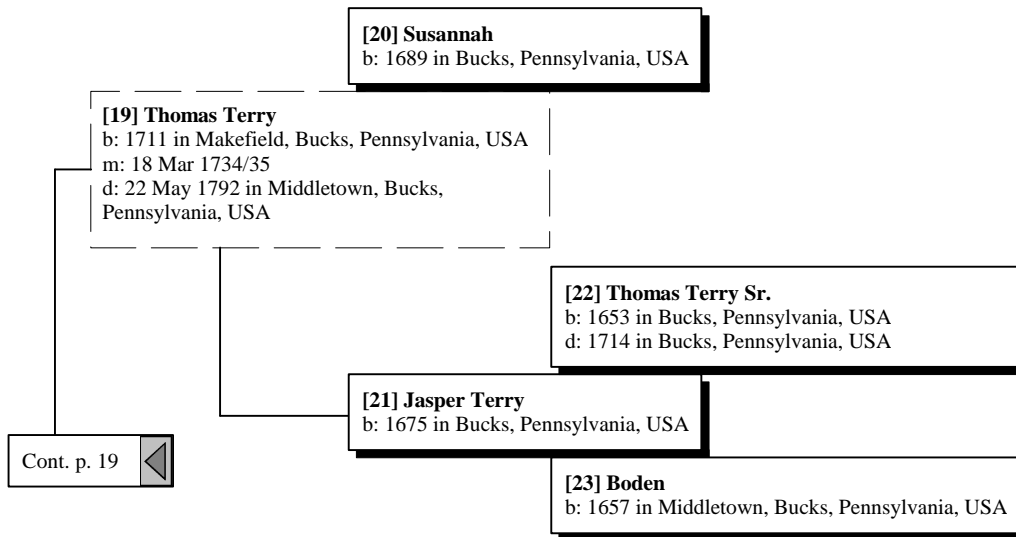 [20] Susannah
b: 1689 in Bucks, Pennsylvania, USA
[19] Thomas Terry
b: 1711 in Makefield, Bucks, Pennsylvania, USA
m: 18 Mar 1734/35
d: 22 May 1792 in Middletown, Bucks,
Pennsylvania, USA
[22] Thomas Terry Sr.
b: 1653 in Bucks, Pennsylvania, USA
d: 1714 in Bucks, Pennsylvania, USA
[21] Jasper Terry
b: 1675 in Bucks, Pennsylvania, USA
Cont. p. 19
[23] Boden
b: 1657 in Middletown, Bucks, Pennsylvania, USA